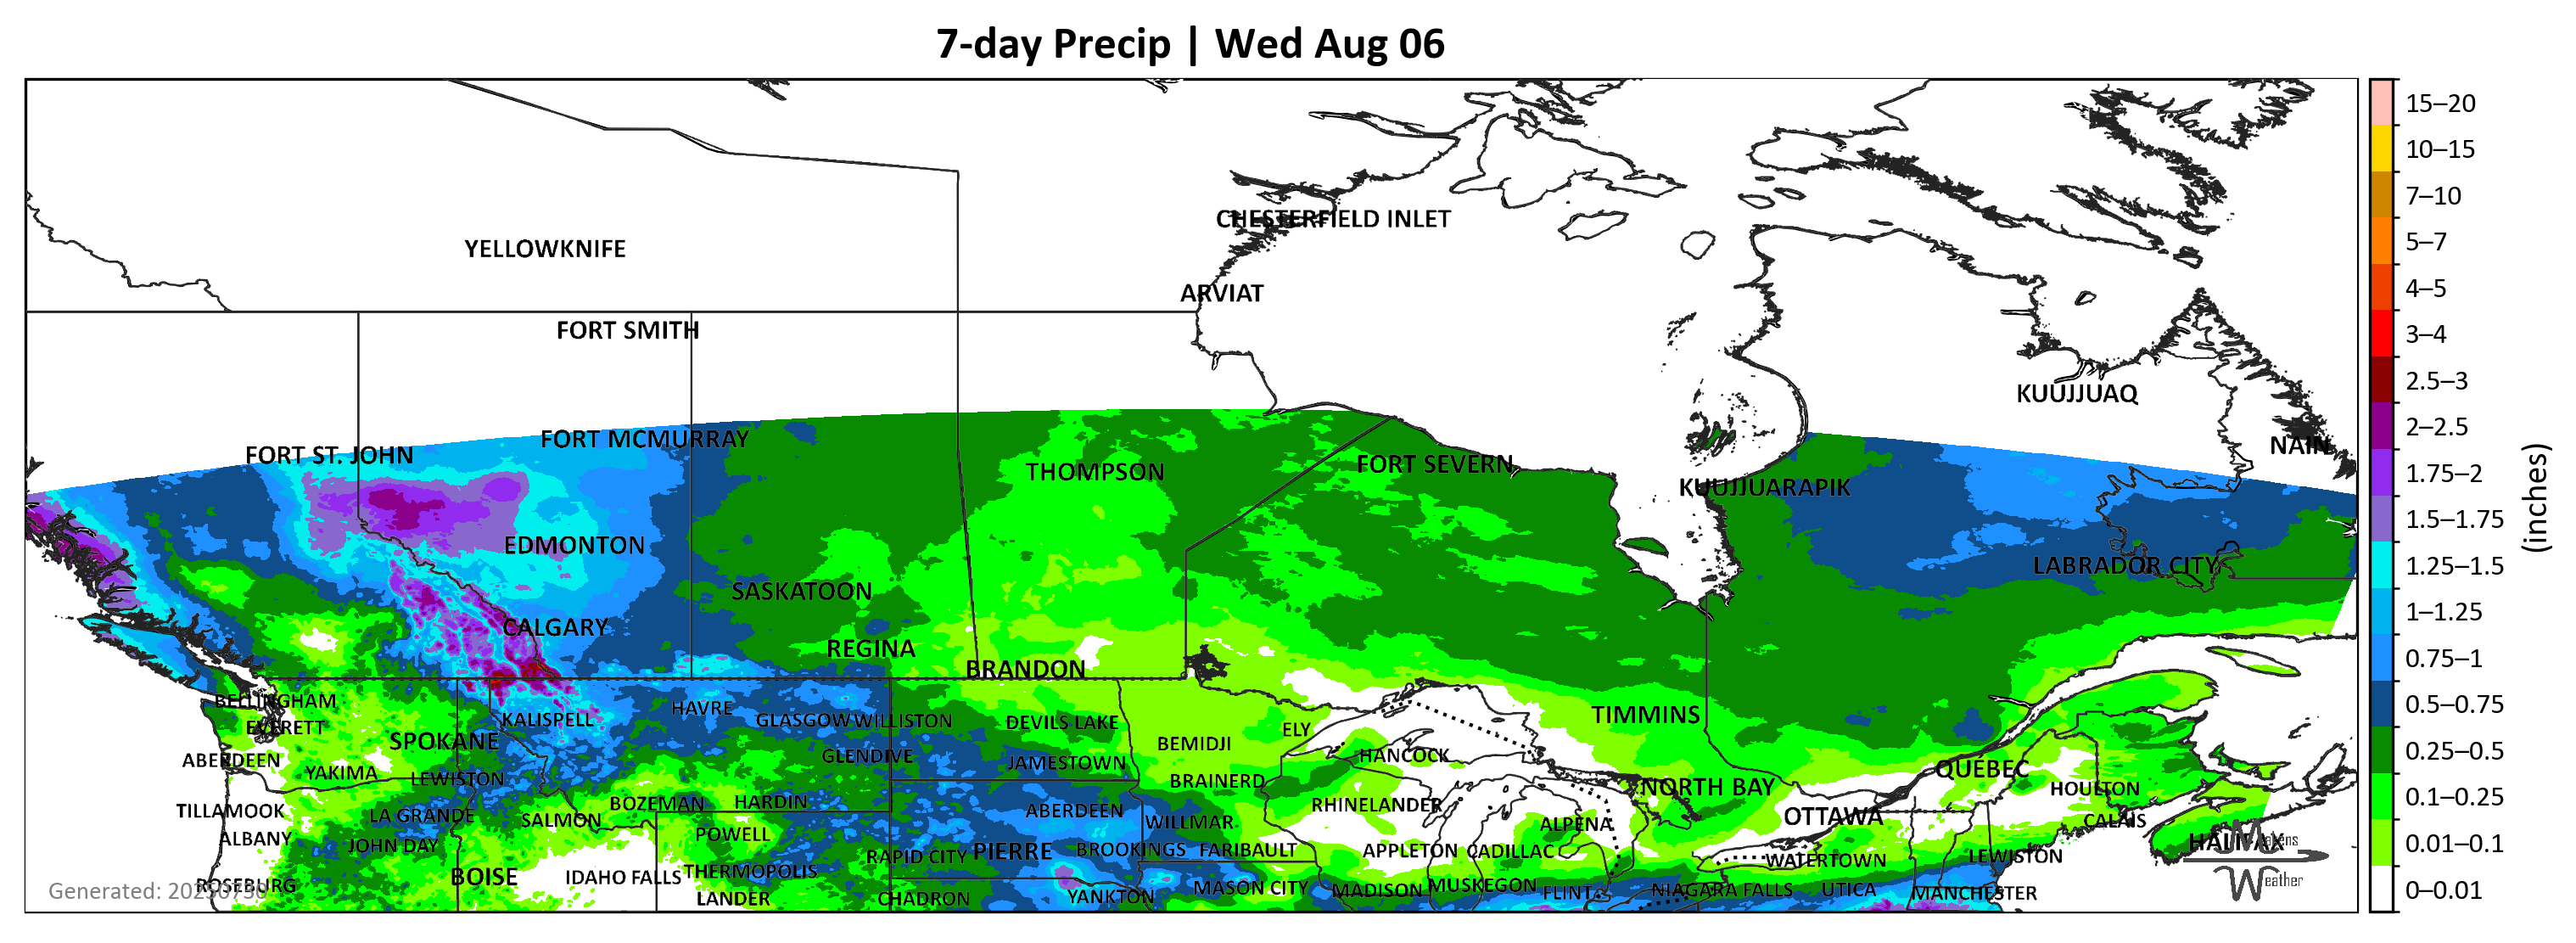 7-day Precip | Wed Aug 06
CHESTERFIELD INLET
YELLOWKNIFE
ARVIAT
FORT SMITH
KUUJJUAQ
FORT MCMURRAY
NAIN
FORT ST. JOHN
FORT SEVERN
THOMPSON
KUUJJUARAPIK
EDMONTON
LABRADOR CITY
SASKATOON
CALGARY
REGINA
BRANDON
BELLINGHAM
HAVRE
TIMMINS
KALISPELL
GLASGOW
WILLISTON
DEVILS LAKE
EVERETT
ELY
SPOKANE
BEMIDJI
HANCOCK
GLENDIVE
ABERDEEN
JAMESTOWN
QUÉBEC
YAKIMA
LEWISTON
BRAINERD
NORTH BAY
HOULTON
BOZEMAN
HARDIN
RHINELANDER
TILLAMOOK
LA GRANDE
SALMON
ABERDEEN
WILLMAR
ALPENA
OTTAWA
CALAIS
ALBANY
JOHN DAY
POWELL
HALIFAX
RAPID CITY
PIERRE
BROOKINGS
FARIBAULT
APPLETON
CADILLAC
WATERTOWN
LEWISTON
BOISE
IDAHO FALLS
THERMOPOLIS
ROSEBURG
MASON CITY
MADISON
MUSKEGON
FLINT
NIAGARA FALLS
UTICA
MANCHESTER
LANDER
CHADRON
YANKTON
Weather
Generated: 20250730
15–20
10–15
7–10
5–7
4–5
3–4
2.5–3
2–2.5
1.75–2
1.5–1.75
1.25–1.5
1–1.25
0.75–1
0.5–0.75
0.25–0.5
0.1–0.25
0.01–0.1
0–0.01
(inches)